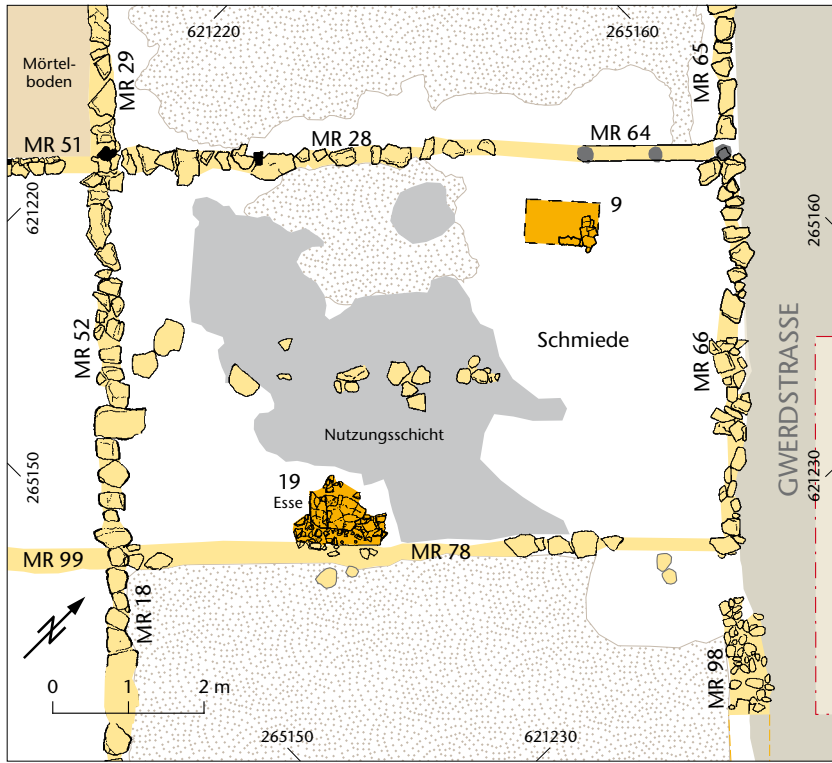 621220
265160
Mörtel-
boden
MR 29
MR 65
MR 51
MR 28
MR 64
621220
265160
9
MR 52
Schmiede
MR 66
GWERDSTRASSE
Nutzungsschicht
265150
621230
19
Esse
MR 99
MR 78
MR 18
N
MR 98
0 1 2 m
265150
621230